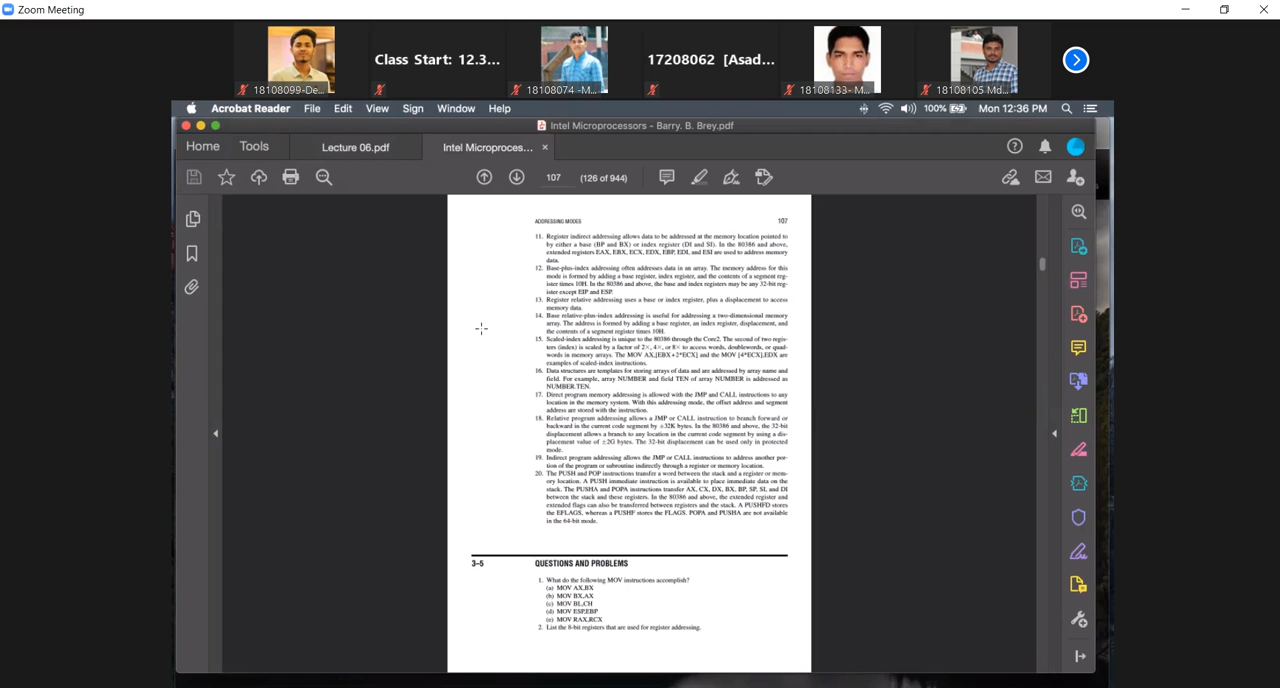 Zoom Meeting
Class Start: 12.3...
17208062 [Asad...
18108099-De...
18108074 -M...
18108133- M...
18108105 Md...
Acrobat Reader File Edit View Sign Window Help
100% Mon 12:36 PM
Intel Microprocessors - Barry. B. Brey.pdf
Home Tools Lecture 06.pdf Intel Microproces... ×
107 (126 of 944)
ADDRESSING MODES 107
11. Register indirect addressing allows data to be addressed at the memory location pointed to
by either a base (BP and BX) or index register (DI and SI). In the 80386 and above,
extended registers EAX, EBX, ECX, EDX, EBP, EDI, and ESI are used to address memory
data.
12. Base-plus-index addressing often addresses data in an array. The memory address for this
mode is formed by adding a base register, index register, and the contents of a segment reg-
ister times 10H. In the 80386 and above, the base and index registers may be any 32-bit reg-
ister except EIP and ESP.
13. Register relative addressing uses a base or index register, plus a displacement to access
memory data.
14. Base relative-plus-index addressing is useful for addressing a two-dimensional memory
array. The address is formed by adding a base register, an index register, displacement, and
the contents of a segment register times 10H.
15. Scaled-index addressing is unique to the 80386 through the Core2. The second of two regis-
ters (index) is scaled by a factor of 2×, 4×, or 8× to access words, doublewords, or quad-
words in memory arrays. The MOV AX,[EBX+2*ECX] and the MOV [4*ECX],EDX are
examples of scaled-index instructions.
16. Data structures are templates for storing arrays of data and are addressed by array name and
field. For example, array NUMBER and field TEN of array NUMBER is addressed as
NUMBER.TEN.
17. Direct program memory addressing is allowed with the JMP and CALL instructions to any
location in the memory system. With this addressing mode, the offset address and segment
address are stored with the instruction.
18. Relative program addressing allows a JMP or CALL instruction to branch forward or
backward in the current code segment by ±32K bytes. In the 80386 and above, the 32-bit
displacement allows a branch to any location in the current code segment by using a dis-
placement value of ±2G bytes. The 32-bit displacement can be used only in protected
mode.
19. Indirect program addressing allows the JMP or CALL instructions to address another por-
tion of the program or subroutine indirectly through a register or memory location.
20. The PUSH and POP instructions transfer a word between the stack and a register or mem-
ory location. A PUSH immediate instruction is available to place immediate data on the
stack. The PUSHA and POPA instructions transfer AX, CX, DX, BX, BP, SP, SI, and DI
between the stack and these registers. In the 80386 and above, the extended register and
extended flags can also be transferred between registers and the stack. A PUSHFD stores
the EFLAGS, whereas a PUSHF stores the FLAGS. POPA and PUSHA are not available
in the 64-bit mode.
3–5 QUESTIONS AND PROBLEMS
1. What do the following MOV instructions accomplish?
(a) MOV AX,BX
(b) MOV BX,AX
(c) MOV BL,CH
(d) MOV ESP,EBP
(e) MOV RAX,RCX
2. List the 8-bit registers that are used for register addressing.